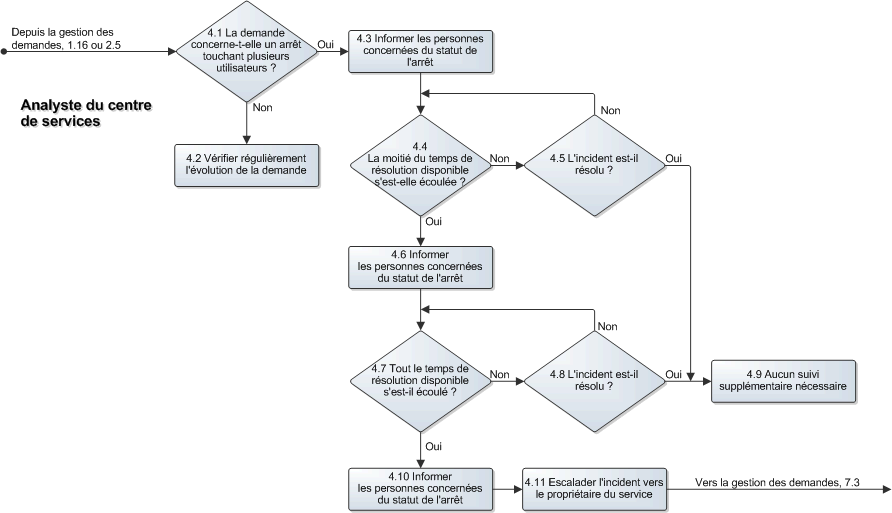 Depuis la gestion des
demandes, 1.16 ou 2.5
4.1 La demande
concerne-t-elle un arrêt
touchant plusieurs
utilisateurs ?
Oui
4.3 Informer les personnes
concernées du statut de
l'arrêt
Non
Analyste du centre
de services
4.2 Vérifier régulièrement
l'évolution de la demande
Non
4.4
La moitié du temps de
résolution disponible
s'est-elle écoulée ?
Non
4.5 L'incident est-il
résolu ?
Oui
Oui
4.6 Informer
les personnes concernées
du statut de l'arrêt
Non
4.7 Tout le temps de
résolution disponible
s'est-il écoulé ?
Non
4.8 L'incident est-il
résolu ?
Oui
4.9 Aucun suivi
supplémentaire nécessaire
Oui
4.10 Informer
les personnes concernées
du statut de l'arrêt
4.11 Escalader l'incident vers
le propriétaire du service
Vers la gestion des demandes, 7.3